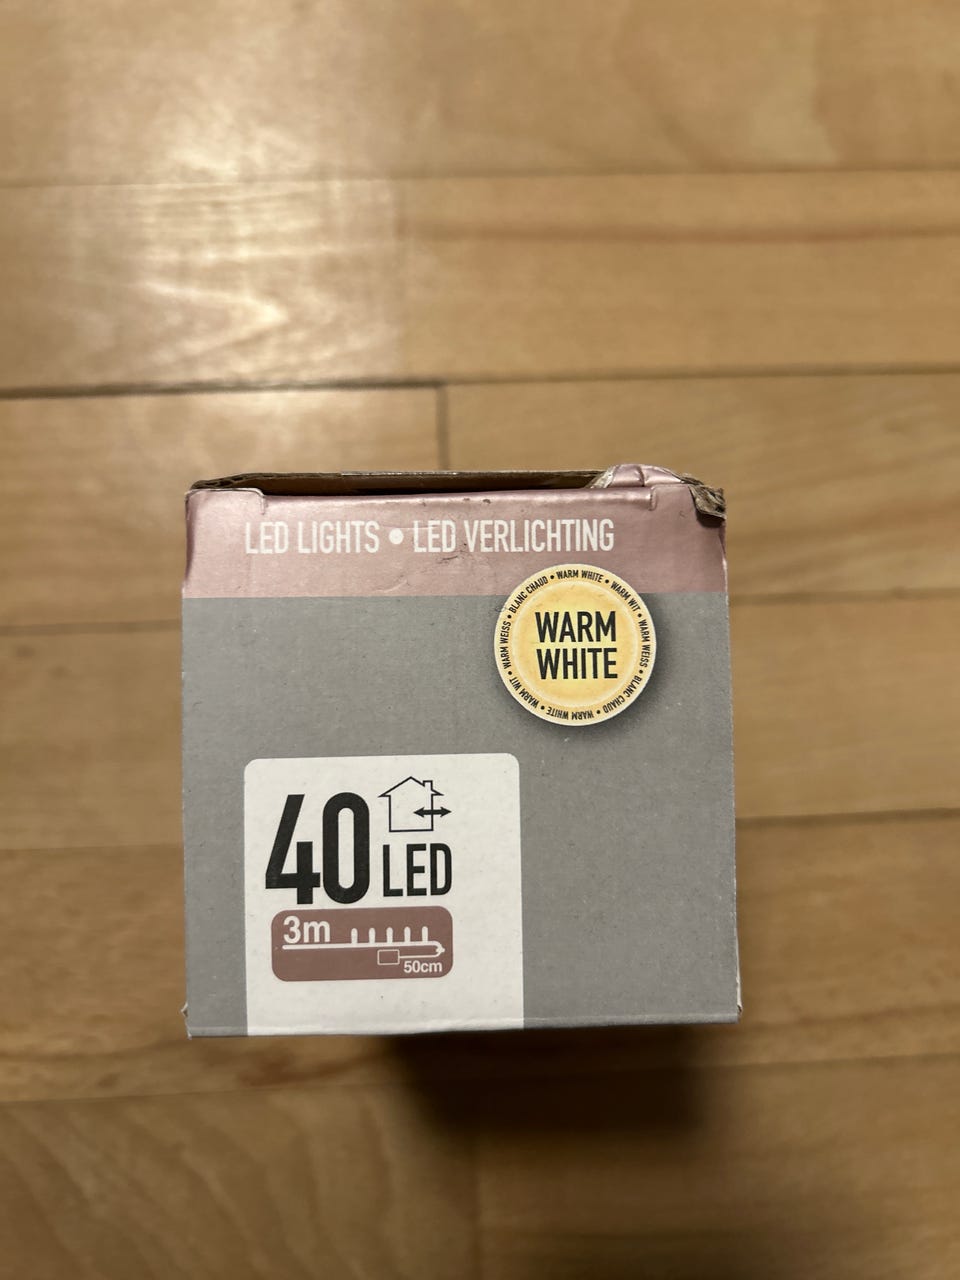 LED LIGHTS • LED VERLICHTING
BLANC CHAUD • WARM WHITE • WARM WIT • WARM WEISS • BLANC CHAUD • WARM WHITE • WARM WIT • WARM WEISS •
WARM
WHITE
40 LED
3m
50cm